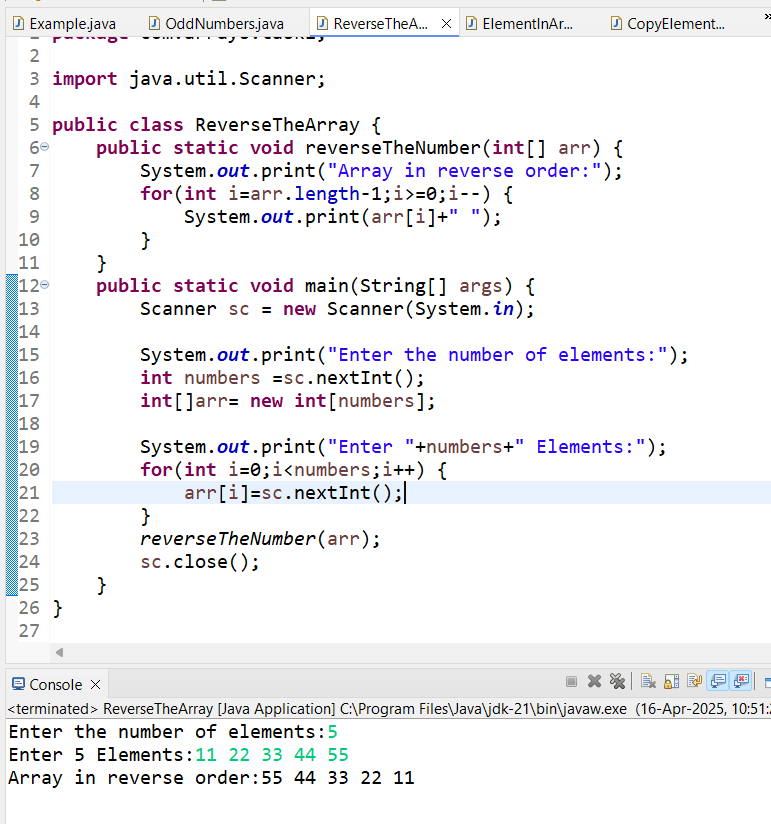 Example.java OddNumbers.java ReverseTheA... ElementInAr... CopyElement...
2
3 import java.util.Scanner;
4
5 public class ReverseTheArray {
6 public static void reverseTheNumber(int[] arr) {
7 System.out.print("Array in reverse order:");
8 for(int i=arr.length-1;i>=0;i--) {
9 System.out.print(arr[i]+" ");
10 }
11 }
12 public static void main(String[] args) {
13 Scanner sc = new Scanner(System.in);
14
15 System.out.print("Enter the number of elements:");
16 int numbers =sc.nextInt();
17 int[]arr= new int[numbers];
18
19 System.out.print("Enter "+numbers+" Elements:");
20 for(int i=0;i<numbers;i++) {
21 arr[i]=sc.nextInt();
22 }
23 reverseTheNumber(arr);
24 sc.close();
25 }
26 }
27
Console
<terminated> ReverseTheArray [Java Application] C:\Program Files\Java\jdk-21\bin\javaw.exe (16-Apr-2025, 10:51:
Enter the number of elements:5
Enter 5 Elements:11 22 33 44 55
Array in reverse order:55 44 33 22 11